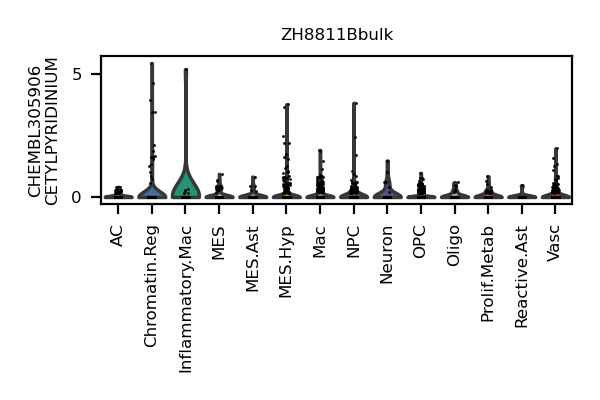 ZH8811Bbulk
CHEMBL305906
CETYLPYRIDINIUM
5
0
AC
Chromatin.Reg
Inflammatory.Mac
MES
MES.Ast
MES.Hyp
Mac
NPC
Neuron
OPC
Oligo
Prolif.Metab
Reactive.Ast
Vasc